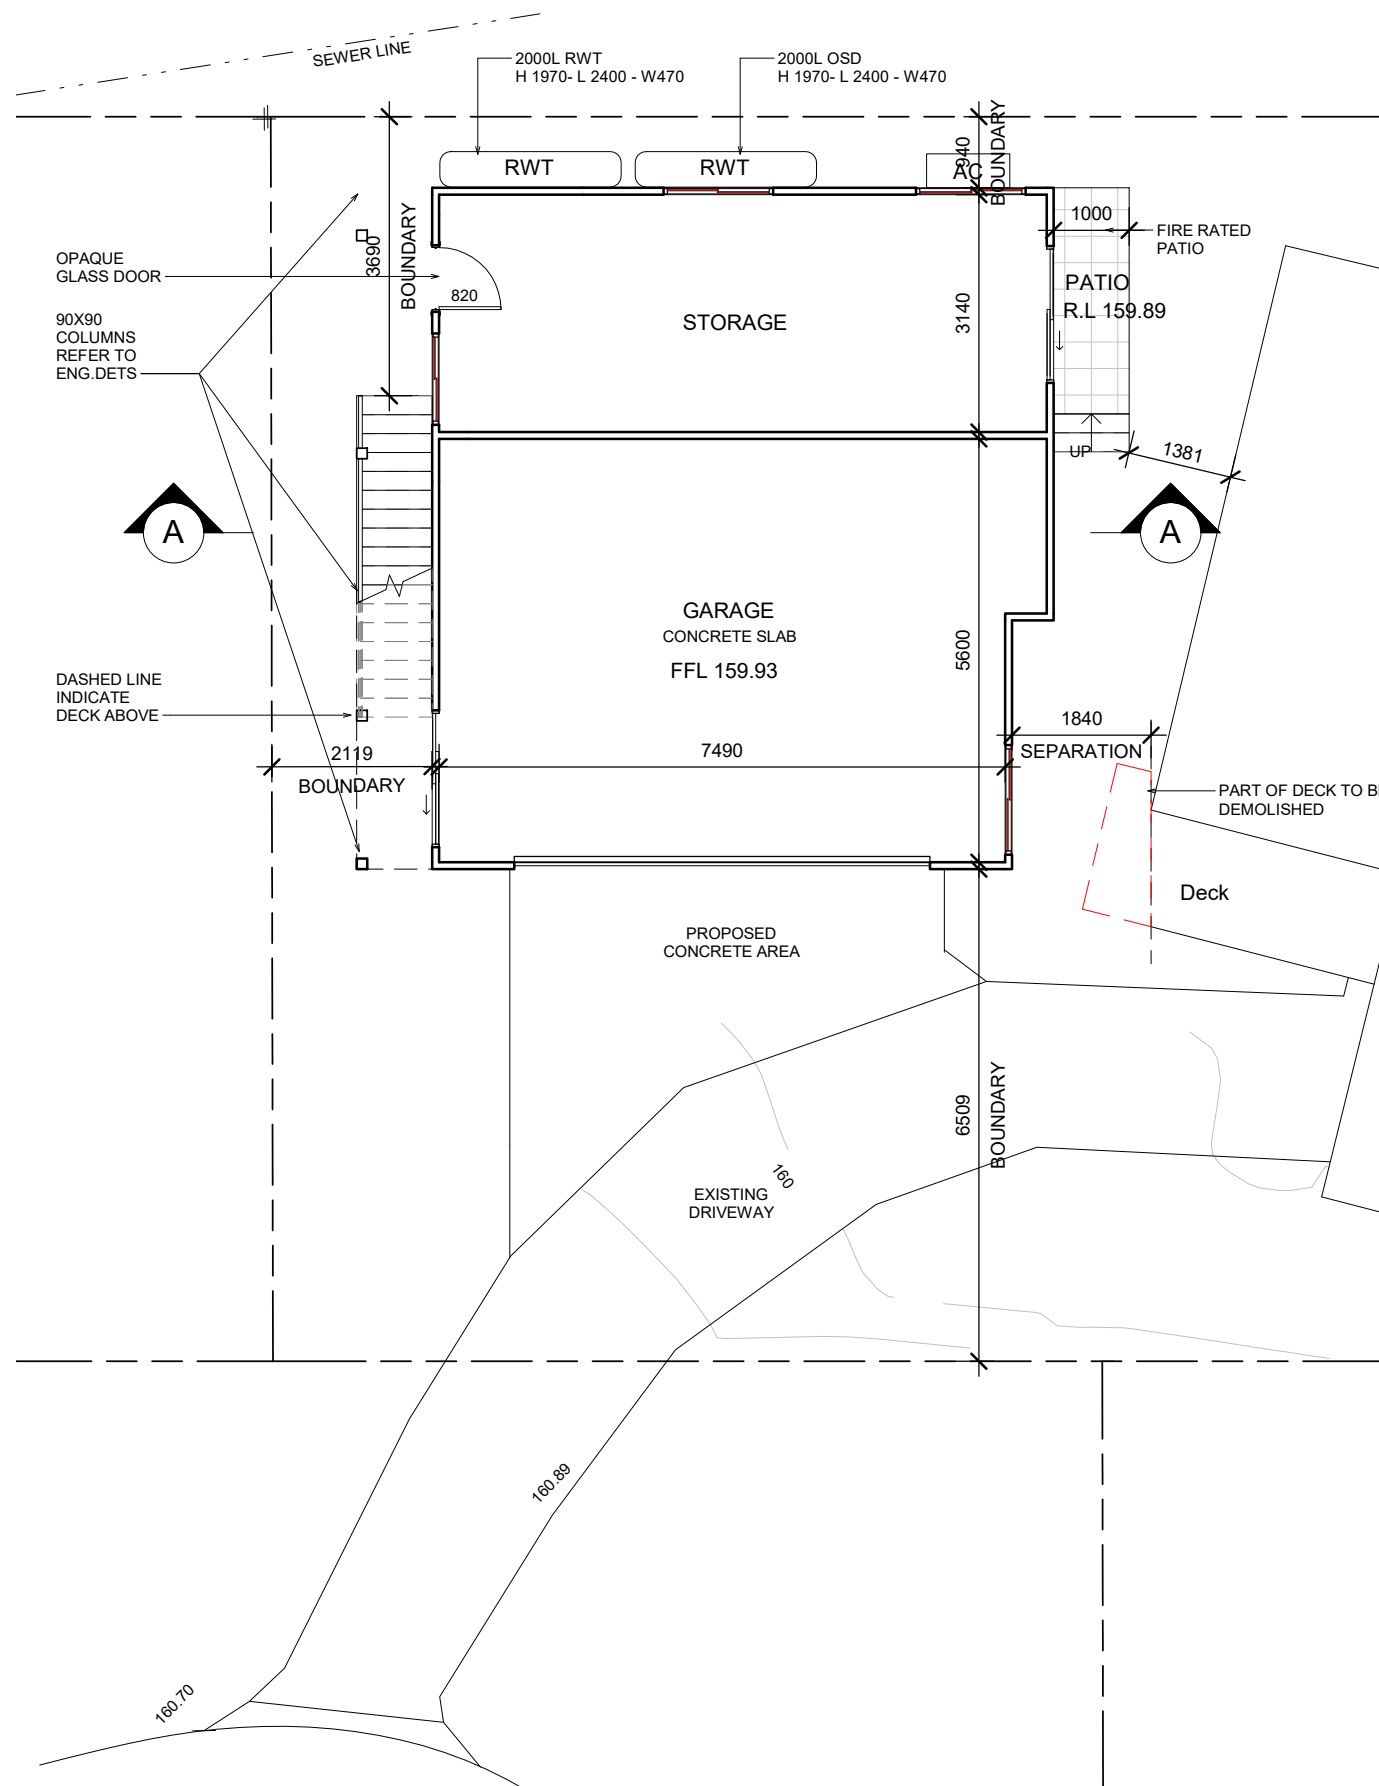 SEWER LINE
2000L RWT
H 1970- L 2400 - W470
2000L OSD
H 1970- L 2400 - W470
RWT
RWT
AC
940
BOUNDARY
1000
FIRE RATED
PATIO
OPAQUE
GLASS DOOR
3690
BOUNDARY
820
STORAGE
3140
PATIO
R.L 159.89
90X90
COLUMNS
REFER TO
ENG.DETS
UP
1381
A
A
GARAGE
CONCRETE SLAB
FFL 159.93
5600
DASHED LINE
INDICATE
DECK ABOVE
2119
BOUNDARY
7490
1840
SEPARATION
PART OF DECK TO B
DEMOLISHED
Deck
PROPOSED
CONCRETE AREA
6509
BOUNDARY
160
EXISTING
DRIVEWAY
160.89
160.70